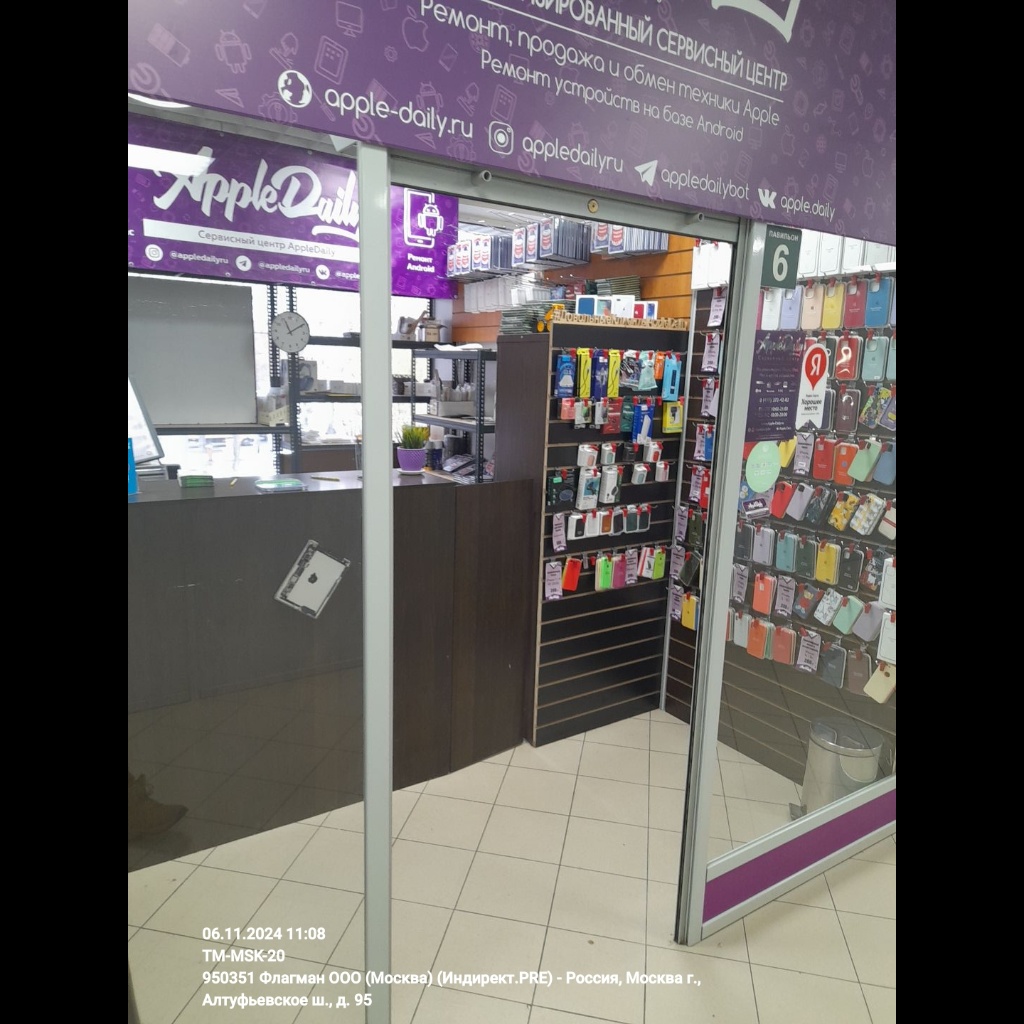 СЕРВИСНЫЙ ЦЕНТР
Ремонт, продажа и обмен техники Apple
Ремонт устройств на базе Android
apple-daily.ru
appledailyru
appledailybot
apple.daily
AppleDaily
Сервисный центр AppleDaily
@appledailyru
@appledailyru
Ремонт
Android
ПАВИЛЬОН
6
Я
Хорошее
место
06.11.2024 11:08
TM-MSK-20
950351 Флагман ООО (Москва) (Индирект.PRE) - Россия, Москва г.,
Алтуфьевское ш., д. 95